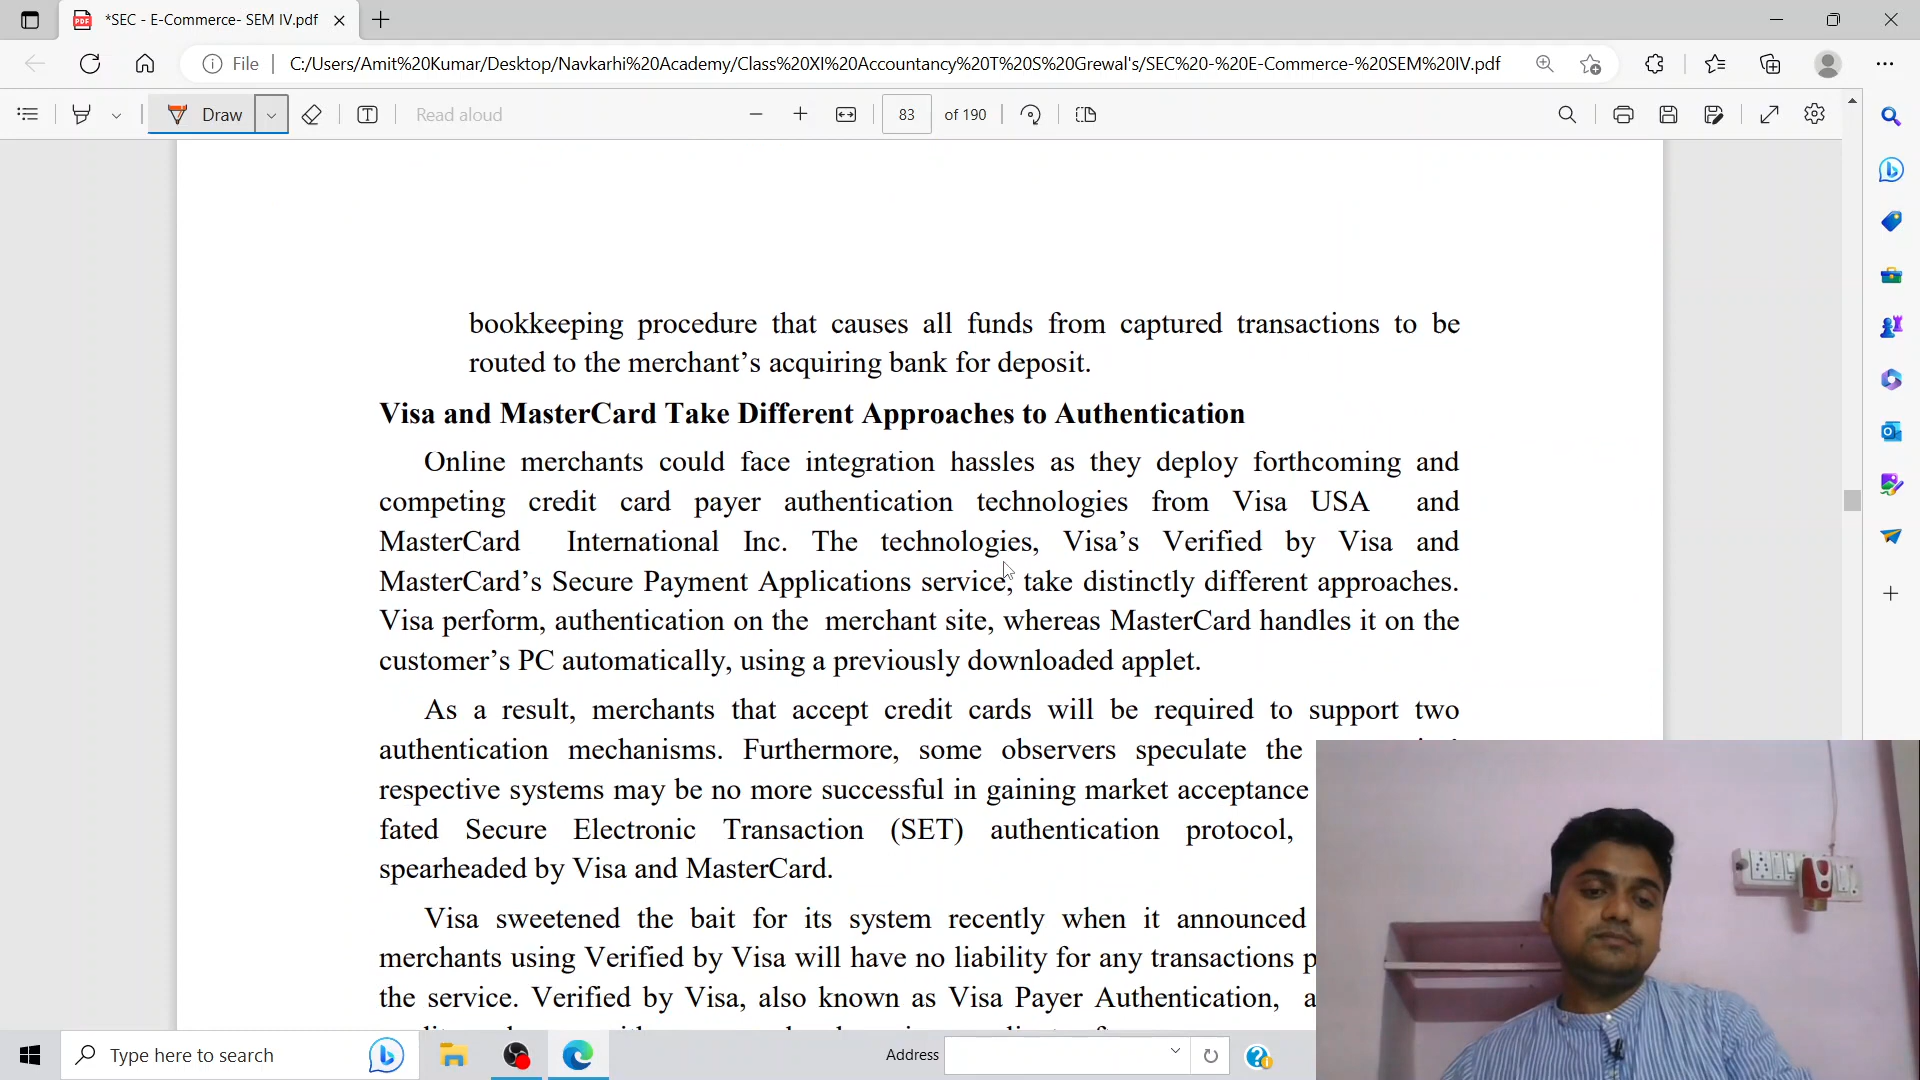 *SEC - E-Commerce- SEM IV.pdf
File
C:/Users/Amit%20Kumar/Desktop/Navkarhi%20Academy/Class%20XI%20Accountancy%20T%20S%20Grewal's/SEC%20-%20E-Commerce-%20SEM%20IV.pdf
Draw
Read aloud
83 of 190
bookkeeping procedure that causes all funds from captured transactions to be
routed to the merchant’s acquiring bank for deposit.
Visa and MasterCard Take Different Approaches to Authentication
Online merchants could face integration hassles as they deploy forthcoming and
competing credit card payer authentication technologies from Visa USA and
MasterCard International Inc. The technologies, Visa’s Verified by Visa and
MasterCard’s Secure Payment Applications service, take distinctly different approaches.
Visa perform, authentication on the merchant site, whereas MasterCard handles it on the
customer’s PC automatically, using a previously downloaded applet.
As a result, merchants that accept credit cards will be required to support two
authentication mechanisms. Furthermore, some observers speculate the
respective systems may be no more successful in gaining market acceptance
fated Secure Electronic Transaction (SET) authentication protocol,
spearheaded by Visa and MasterCard.
Visa sweetened the bait for its system recently when it announced
merchants using Verified by Visa will have no liability for any transactions p
the service. Verified by Visa, also known as Visa Payer Authentication, a
Type here to search
Address